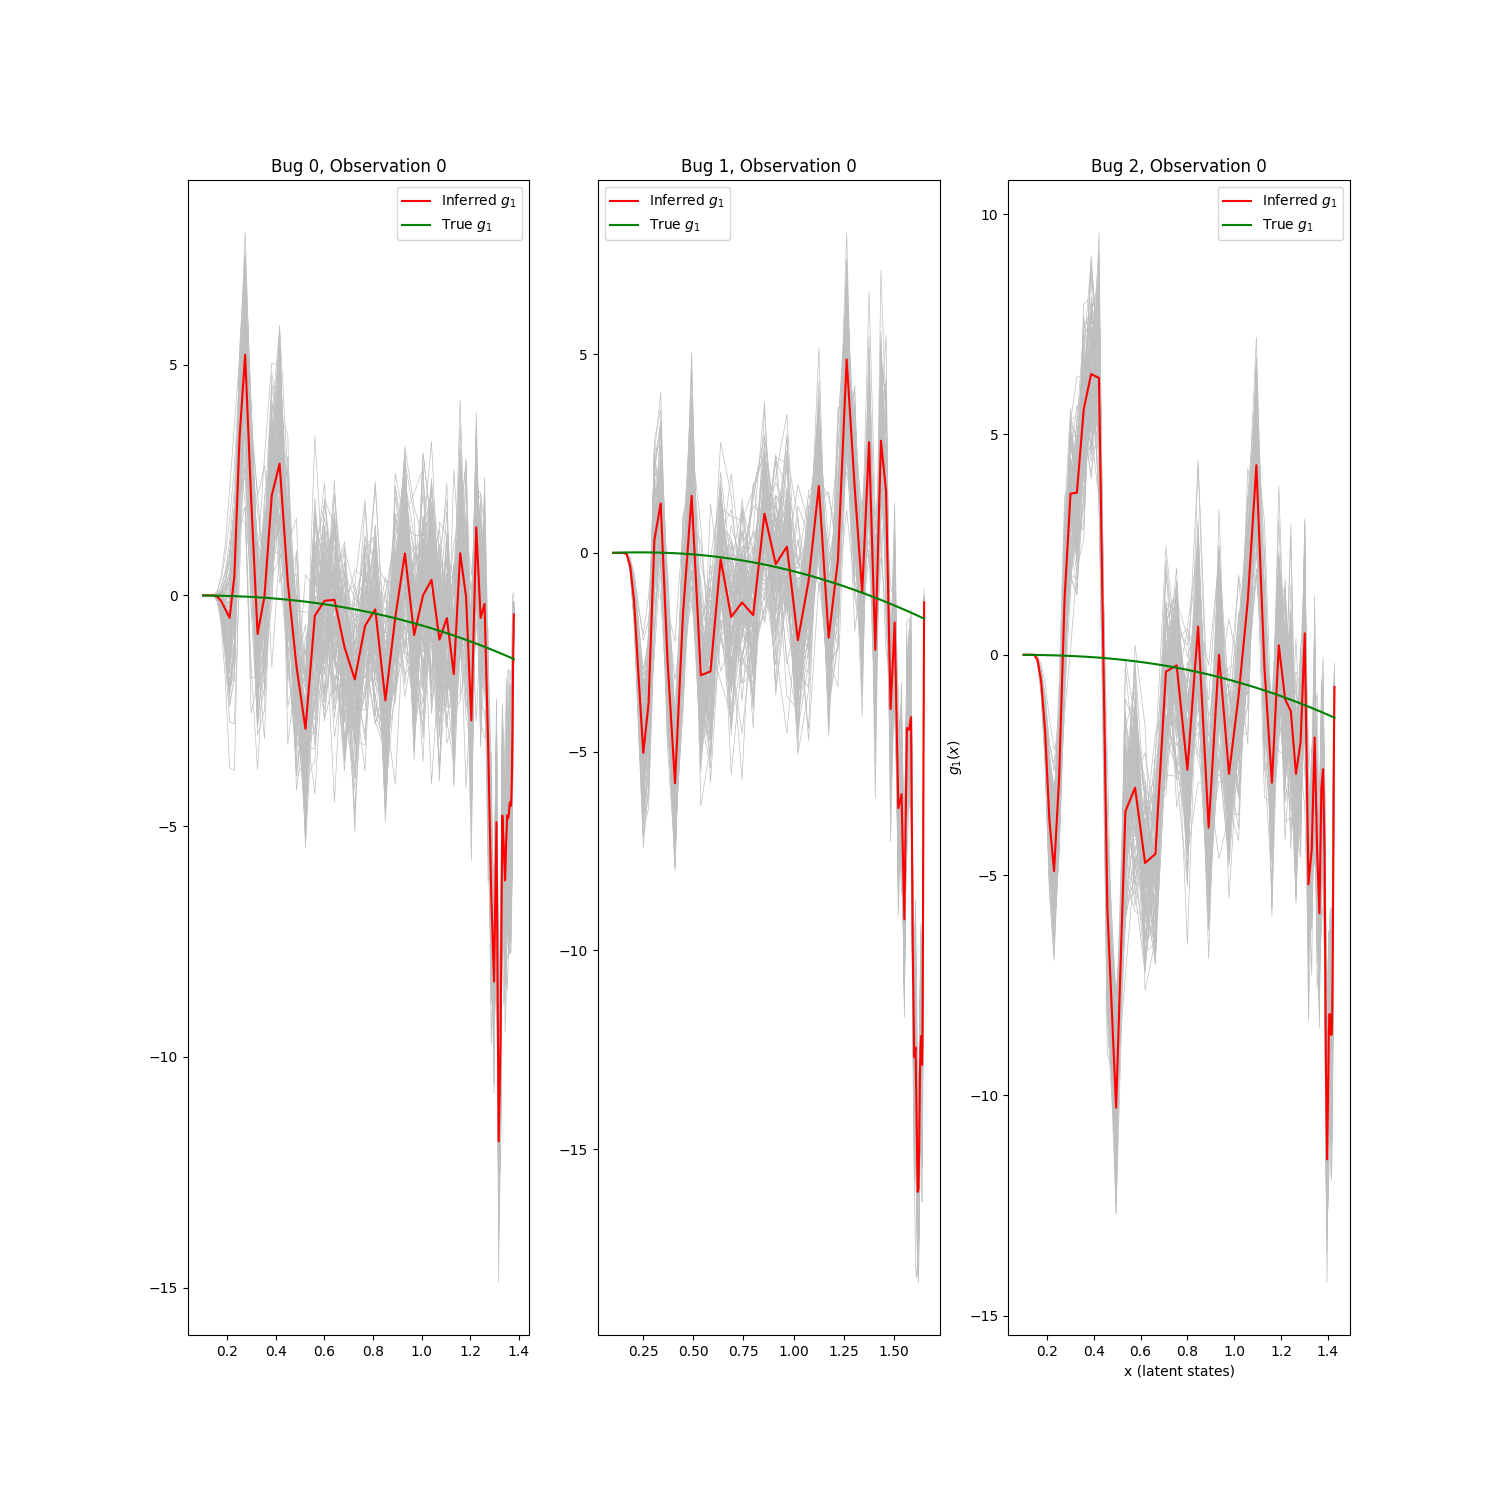 Bug 0, Observation 0
Inferred g₁
True g₁
5
0
−5
−10
−15
0.2 0.4 0.6 0.8 1.0 1.2 1.4
Bug 1, Observation 0
Inferred g₁
True g₁
5
0
−5
−10
−15
0.25 0.50 0.75 1.00 1.25 1.50
Bug 2, Observation 0
Inferred g₁
True g₁
g₁(x)
10
5
0
−5
−10
−15
0.2 0.4 0.6 0.8 1.0 1.2 1.4
x (latent states)